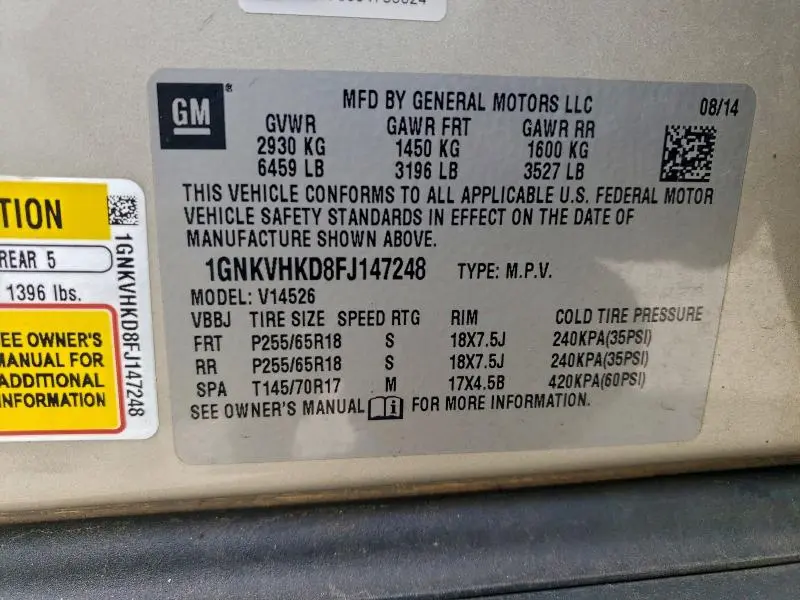 GM
MFD BY GENERAL MOTORS LLC 08/14
GVWR GAWR FRT GAWR RR
2930 KG 1450 KG 1600 KG
6459 LB 3196 LB 3527 LB
THIS VEHICLE CONFORMS TO ALL APPLICABLE U.S. FEDERAL MOTOR
VEHICLE SAFETY STANDARDS IN EFFECT ON THE DATE OF
MANUFACTURE SHOWN ABOVE.
1GNKVHKD8FJ147248 TYPE: M.P.V.
MODEL: V14526
VBBJ TIRE SIZE SPEED RTG RIM COLD TIRE PRESSURE
FRT P255/65R18 S 18X7.5J 240KPA(35PSI)
RR P255/65R18 S 18X7.5J 240KPA(35PSI)
SPA T145/70R17 M 17X4.5B 420KPA(60PSI)
SEE OWNER'S MANUAL FOR MORE INFORMATION.
TION
REAR 5
1396 lbs.
EE OWNER'S
MANUAL FOR
ADDITIONAL
NFORMATION
1GNKVHKD8FJ147248